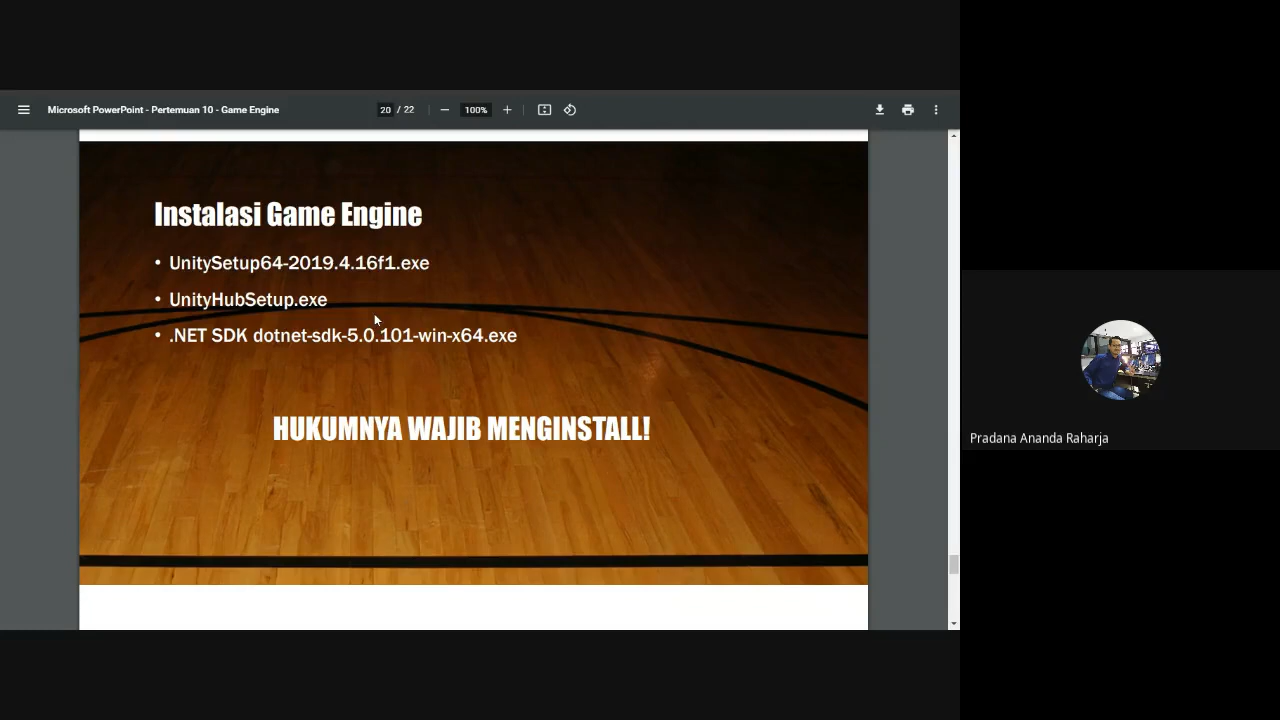 Microsoft PowerPoint - Pertemuan 10 - Game Engine
20 / 22
100%
Instalasi Game Engine
• UnitySetup64-2019.4.16f1.exe
• UnityHubSetup.exe
• .NET SDK dotnet-sdk-5.0.101-win-x64.exe
HUKUMNYA WAJIB MENGINSTALL!
Pradana Ananda Raharja